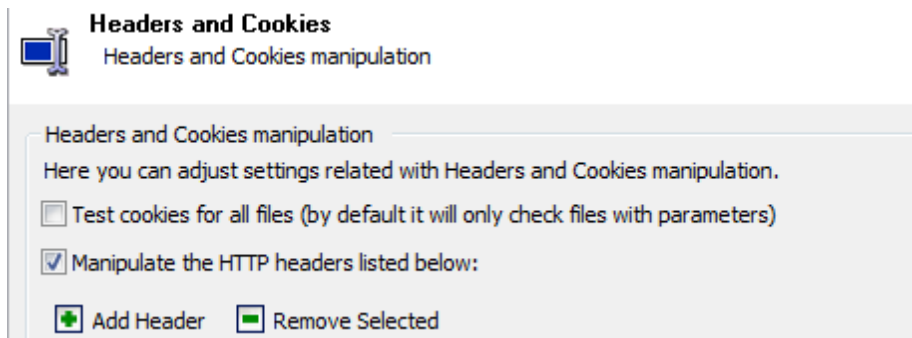 Headers and Cookies
Headers and Cookies manipulation
Headers and Cookies manipulation
Here you can adjust settings related with Headers and Cookies manipulation.
Test cookies for all files (by default it will only check files with parameters)
Manipulate the HTTP headers listed below:
Add Header Remove Selected